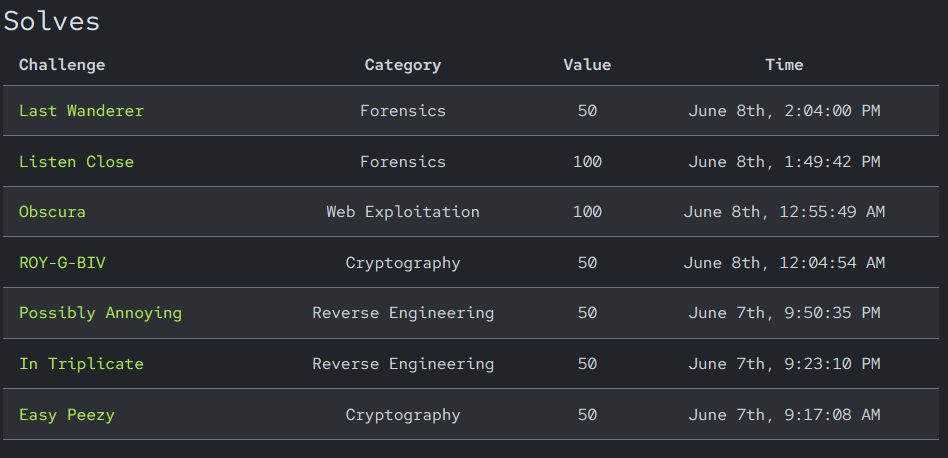 Solves
Challenge Category Value Time
Last Wanderer Forensics 50 June 8th, 2:04:00 PM
Listen Close Forensics 100 June 8th, 1:49:42 PM
Obscura Web Exploitation 100 June 8th, 12:55:49 AM
ROY-G-BIV Cryptography 50 June 8th, 12:04:54 AM
Possibly Annoying Reverse Engineering 50 June 7th, 9:50:35 PM
In Triplicate Reverse Engineering 50 June 7th, 9:23:10 PM
Easy Peezy Cryptography 50 June 7th, 9:17:08 AM